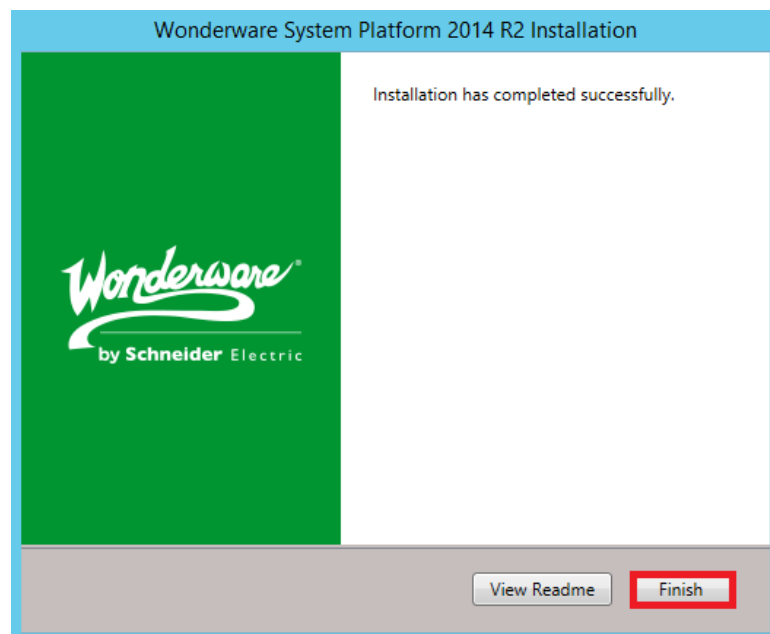 Wonderware System Platform 2014 R2 Installation
Installation has completed successfully.
Wonderware®
by Schneider Electric
View Readme
Finish